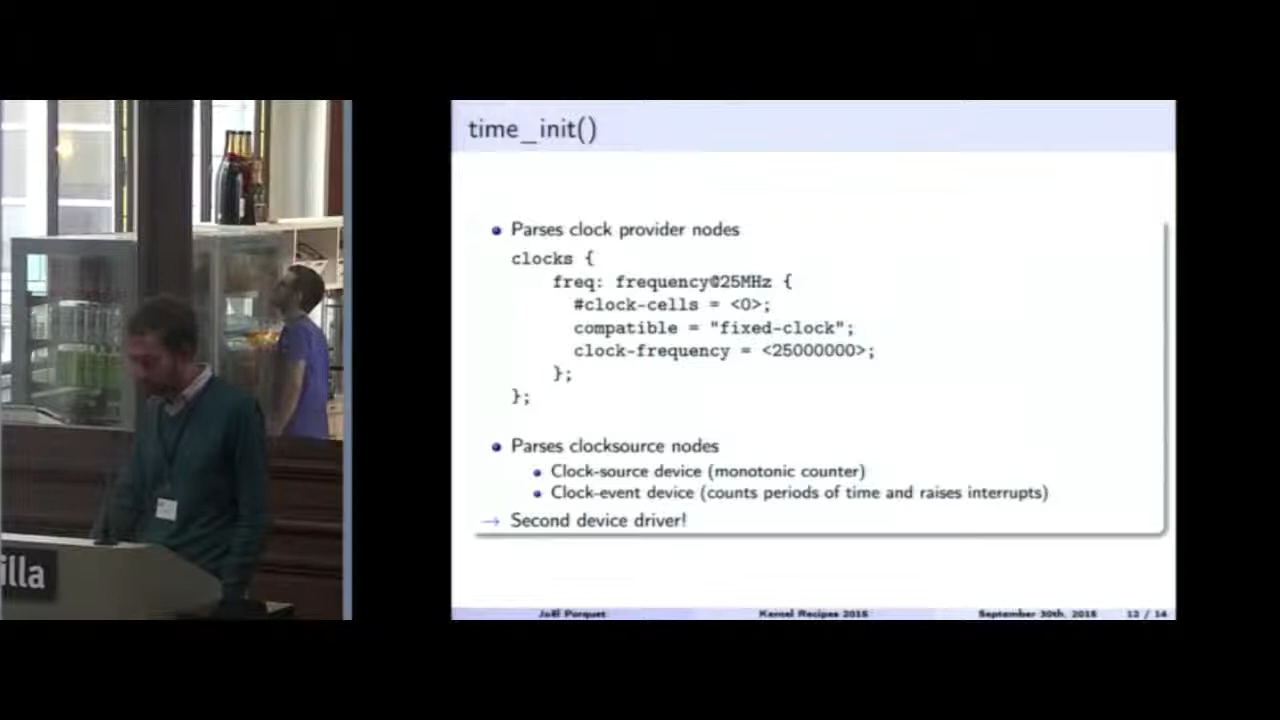 time_init()
Parses clock provider nodes
clocks {
freq: frequency@25MHz {
#clock-cells = <0>;
compatible = "fixed-clock";
clock-frequency = <25000000>;
};
};
Parses clocksource nodes
Clock-source device (monotonic counter)
Clock-event device (counts periods of time and raises interrupts)
→ Second device driver!
illa
Joël Porquet Kernel Recipes 2015 September 30th, 2015 12 / 14